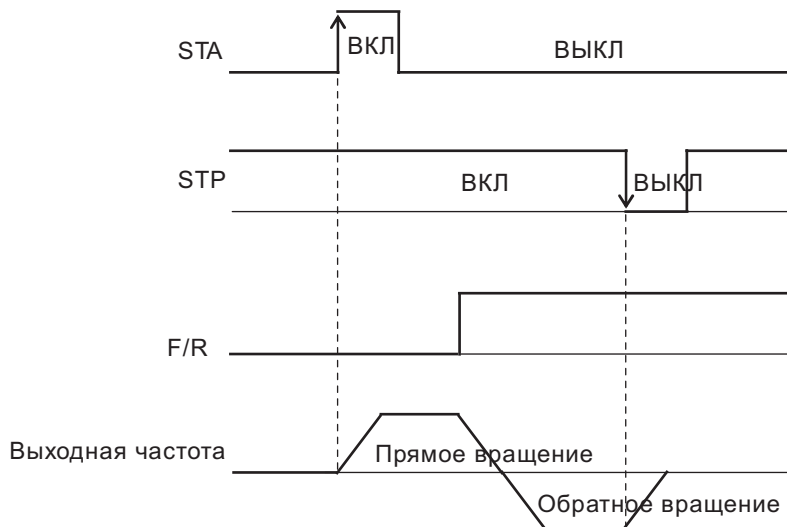 STA ВКЛ ВЫКЛ
STP ВКЛ ВЫКЛ
F/R
Выходная частота Прямое вращение
Обратное вращение